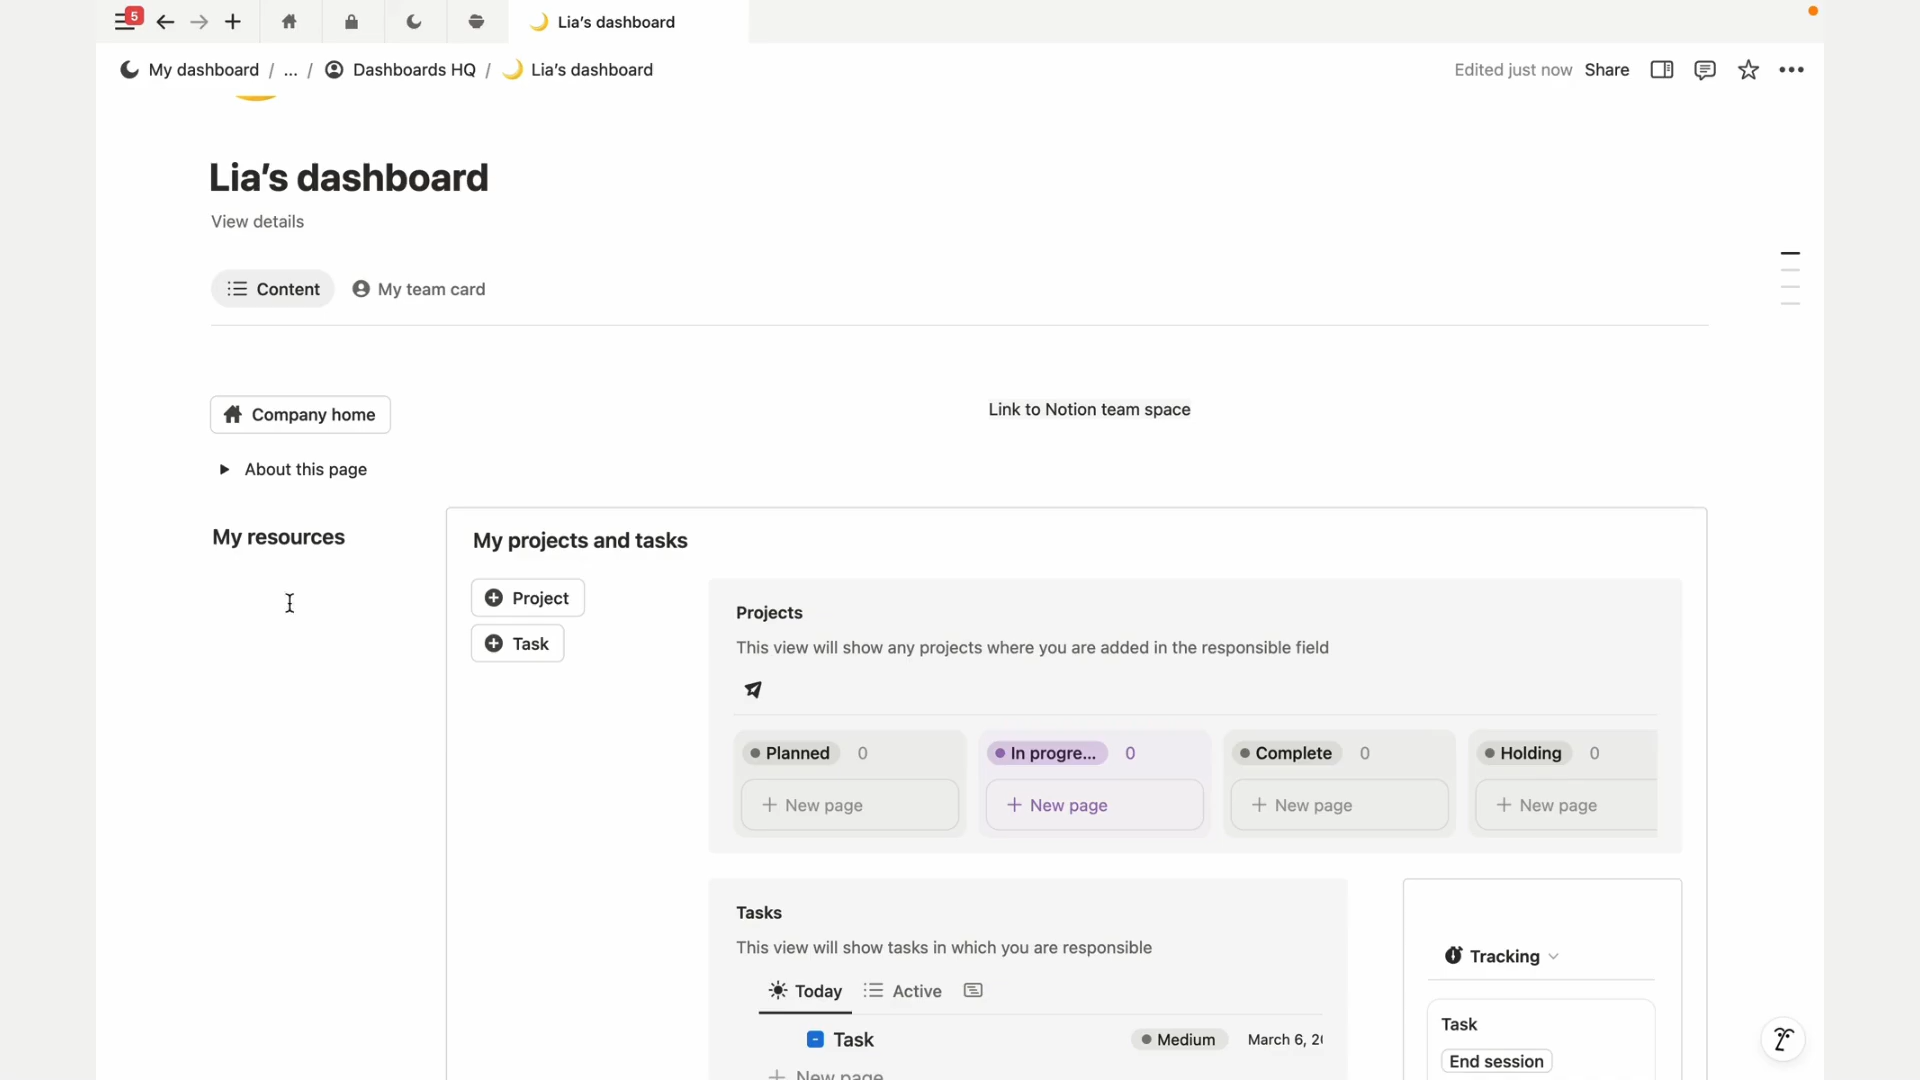 5
Lia's dashboard
My dashboard / ... / Dashboards HQ / Lia's dashboard
Edited just now Share
Lia's dashboard
View details
Content My team card
Company home
Link to Notion team space
About this page
My resources
My projects and tasks
Project
Task
Projects
This view will show any projects where you are added in the responsible field
Planned 0
In progre... 0
Complete 0
Holding 0
+ New page
+ New page
+ New page
+ New page
Tasks
This view will show tasks in which you are responsible
Today Active
Task Medium March 6,
+ New page
Tracking
Task
End session